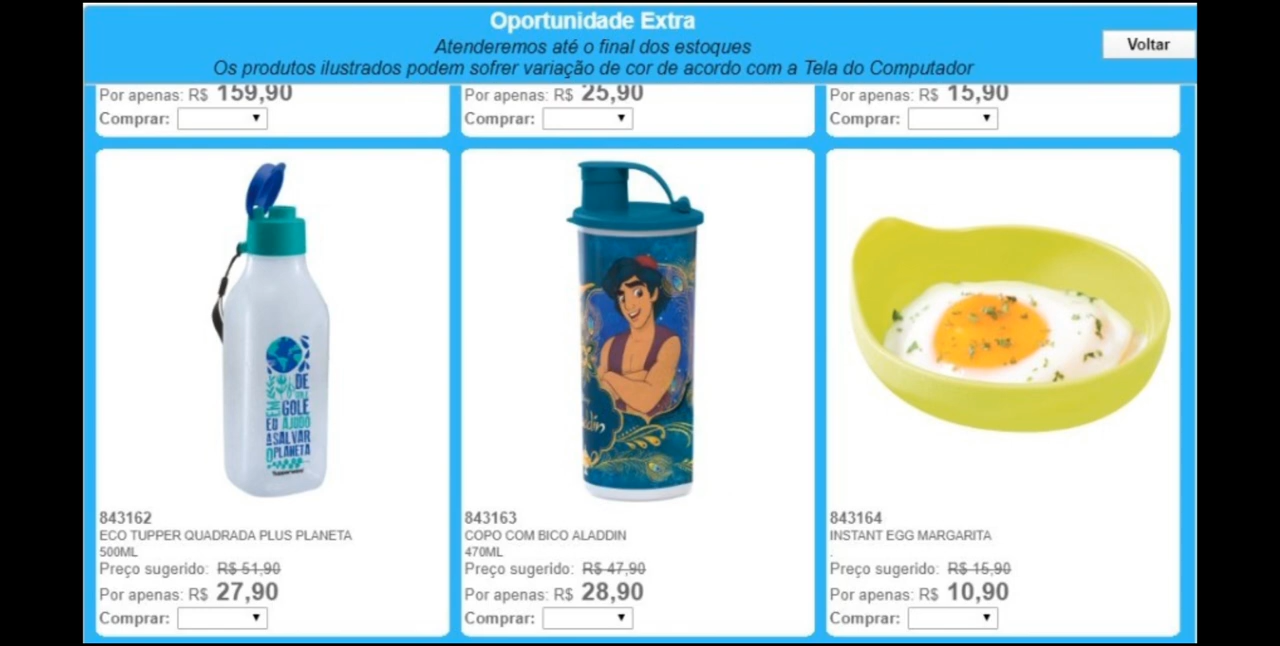 Oportunidade Extra
Atenderemos até o final dos estoques
Os produtos ilustrados podem sofrer variação de cor de acordo com a Tela do Computador
Voltar
Por apenas: R$ 159,90
Comprar:
Por apenas: R$ 25,90
Comprar:
Por apenas: R$ 15,90
Comprar:
DE
GOLE
EM
AJUDO
EU
A SALVAR
O PLANETA
Tupperware
843162
ECO TUPPER QUADRADA PLUS PLANETA
500ML
Preço sugerido: R$ 51,90
Por apenas: R$ 27,90
Comprar:
843163
COPO COM BICO ALADDIN
470ML
Preço sugerido: R$ 47,90
Por apenas: R$ 28,90
Comprar:
843164
INSTANT EGG MARGARITA
.
Preço sugerido: R$ 15,90
Por apenas: R$ 10,90
Comprar: